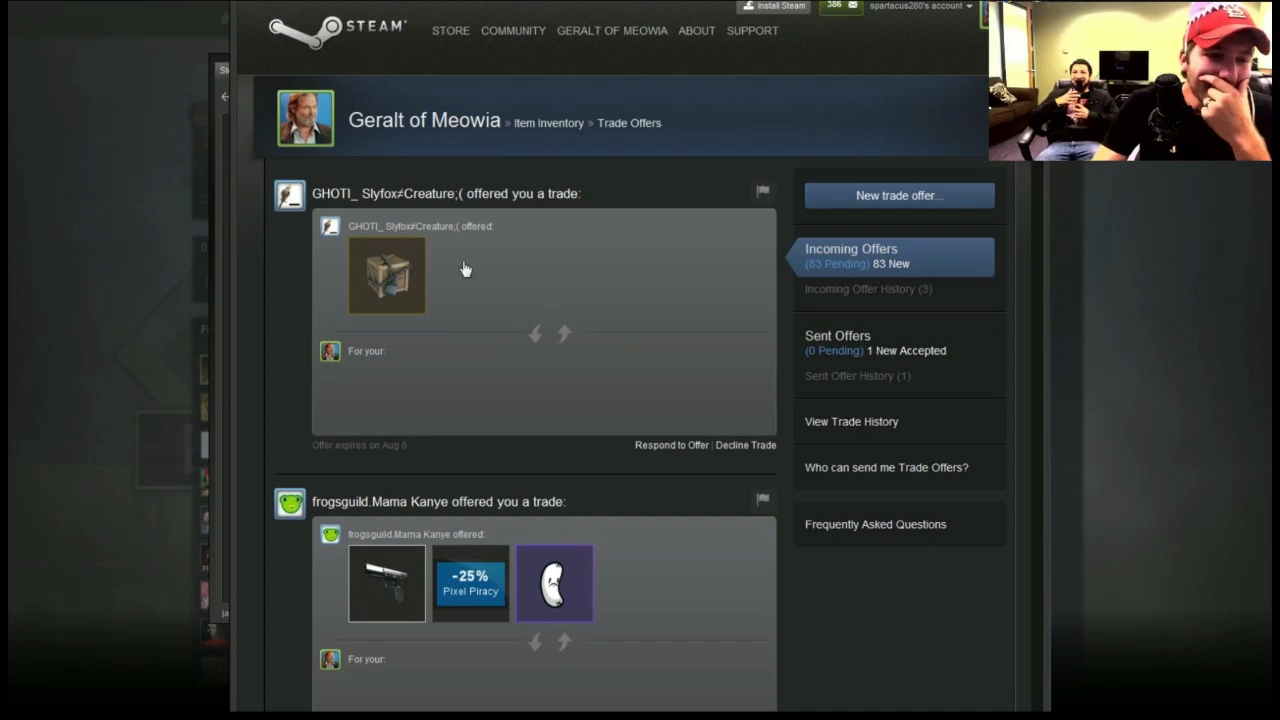 Install Steam
386
spartacus280's account
STEAM
STORE COMMUNITY GERALT OF MEOWIA ABOUT SUPPORT
Geralt of Meowia » Item Inventory » Trade Offers
GHOTI_ Slyfox≠Creature;( offered you a trade:
GHOTI_ Slyfox≠Creature;( offered:
For your:
Offer expires on Aug 6
Respond to Offer | Decline Trade
frogsguild.Mama Kanye offered you a trade:
frogsguild.Mama Kanye offered:
-25%
Pixel Piracy
For your:
New trade offer...
Incoming Offers
(83 Pending) 83 New
Incoming Offer History (3)
Sent Offers
(0 Pending) 1 New Accepted
Sent Offer History (1)
View Trade History
Who can send me Trade Offers?
Frequently Asked Questions